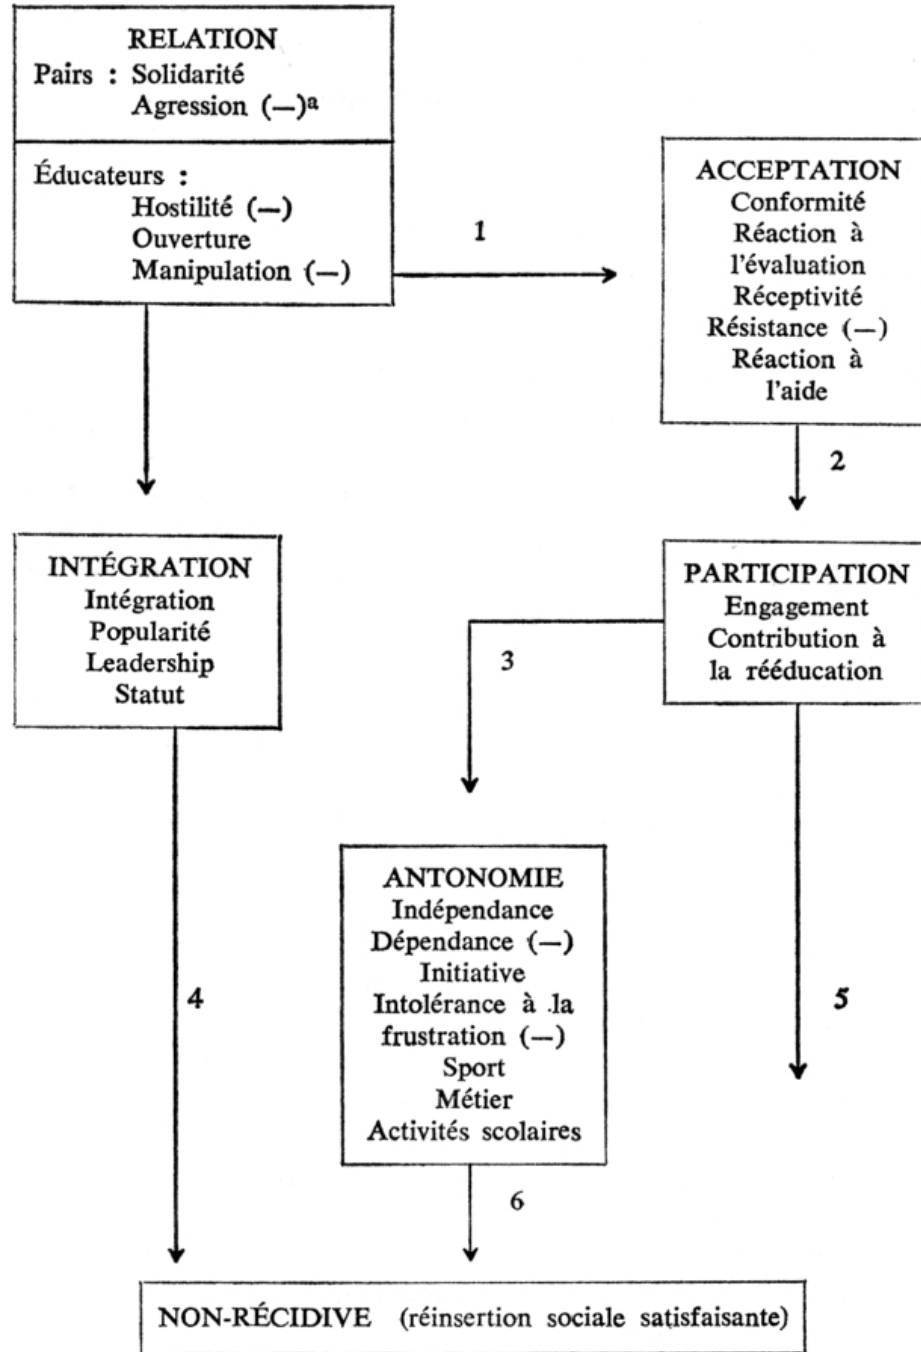 RELATION
Pairs : Solidarité
Agression (—)a
Éducateurs :
Hostilité (—)
Ouverture
Manipulation (—)
1
ACCEPTATION
Conformité
Réaction à
l'évaluation
Réceptivité
Résistance (—)
Réaction à
l'aide
2
INTÉGRATION
Intégration
Popularité
Leadership
Statut
PARTICIPATION
Engagement
Contribution à
la rééducation
3
ANTONOMIE
Indépendance
Dépendance (—)
Initiative
Intolérance à la
frustration (—)
Sport
Métier
Activités scolaires
4
5
6
NON-RÉCIDIVE (réinsertion sociale satisfaisante)